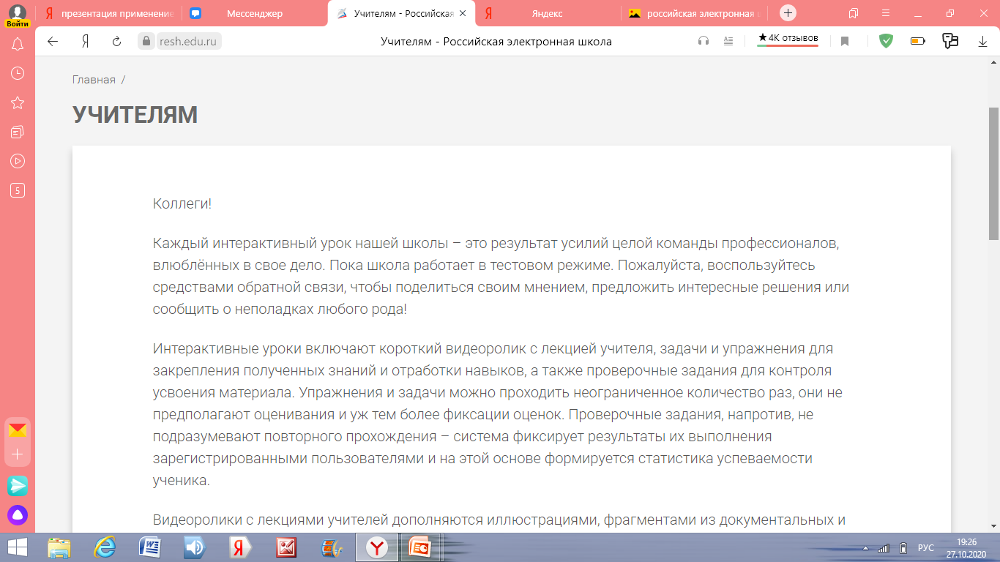 Войти
презентация применение
Мессенджер
Учителям - Российская
Яндекс
российская электронная
resh.edu.ru
Учителям - Российская электронная школа
★4К отзывов
Главная /
УЧИТЕЛЯМ
Коллеги!
Каждый интерактивный урок нашей школы – это результат усилий целой команды профессионалов,
влюблённых в свое дело. Пока школа работает в тестовом режиме. Пожалуйста, воспользуйтесь
средствами обратной связи, чтобы поделиться своим мнением, предложить интересные решения или
сообщить о неполадках любого рода!
Интерактивные уроки включают короткий видеоролик с лекцией учителя, задачи и упражнения для
закрепления полученных знаний и отработки навыков, а также проверочные задания для контроля
усвоения материала. Упражнения и задачи можно проходить неограниченное количество раз, они не
предполагают оценивания и уж тем более фиксации оценок. Проверочные задания, напротив, не
подразумевают повторного прохождения – система фиксирует результаты их выполнения
зарегистрированными пользователями и на этой основе формируется статистика успеваемости
ученика.
Видеоролики с лекциями учителей дополняются иллюстрациями, фрагментами из документальных и
5
РУС
19:26
27.10.2020